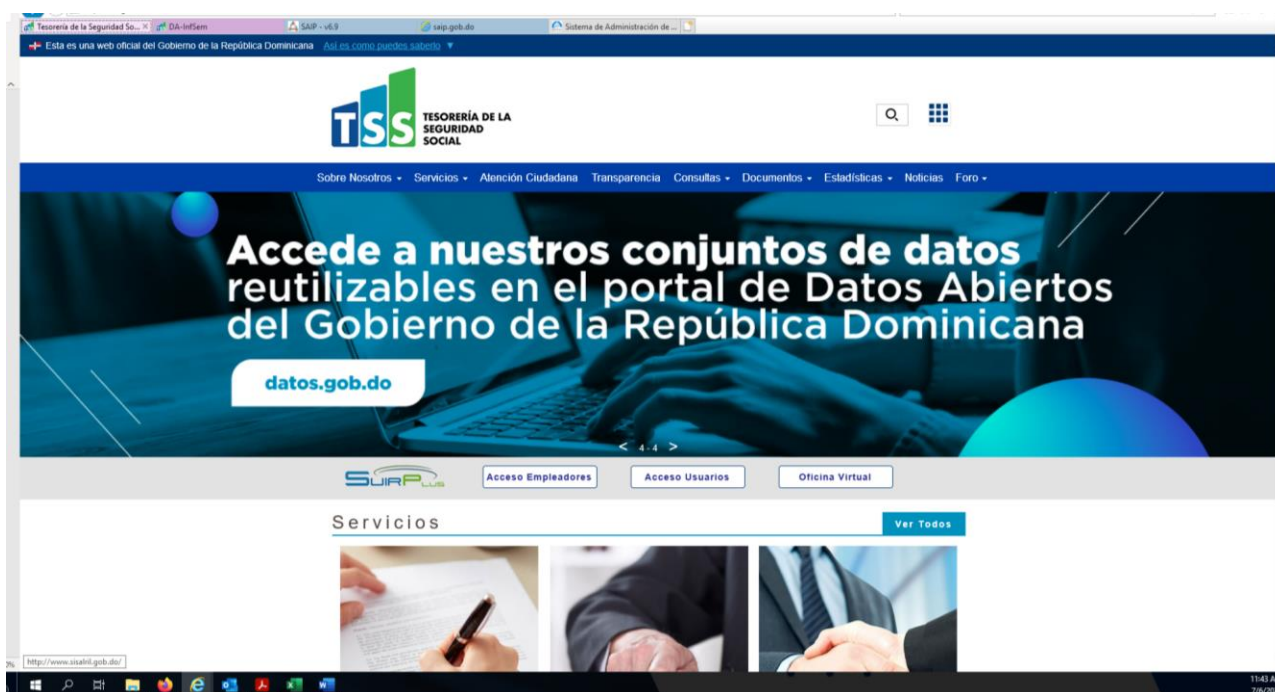 Tesorería de la Seguridad So...
DA-InfSem
SAIP - v6.9
saip.gob.do
Sistema de Administración de ...
Esta es una web oficial del Gobierno de la República Dominicana Así es como puedes saberlo
TSS
TESORERÍA DE LA
SEGURIDAD
SOCIAL
Sobre Nosotros Servicios Atención Ciudadana Transparencia Consultas Documentos Estadísticas Noticias Foro
Accede a nuestros conjuntos de datos
reutilizables en el portal de Datos Abiertos
del Gobierno de la República Dominicana
datos.gob.do
< 4-4 >
SUIRPLUS
Acceso Empleadores
Acceso Usuarios
Oficina Virtual
Servicios
Ver Todos
http://www.sisalril.gob.do/
11:43 A